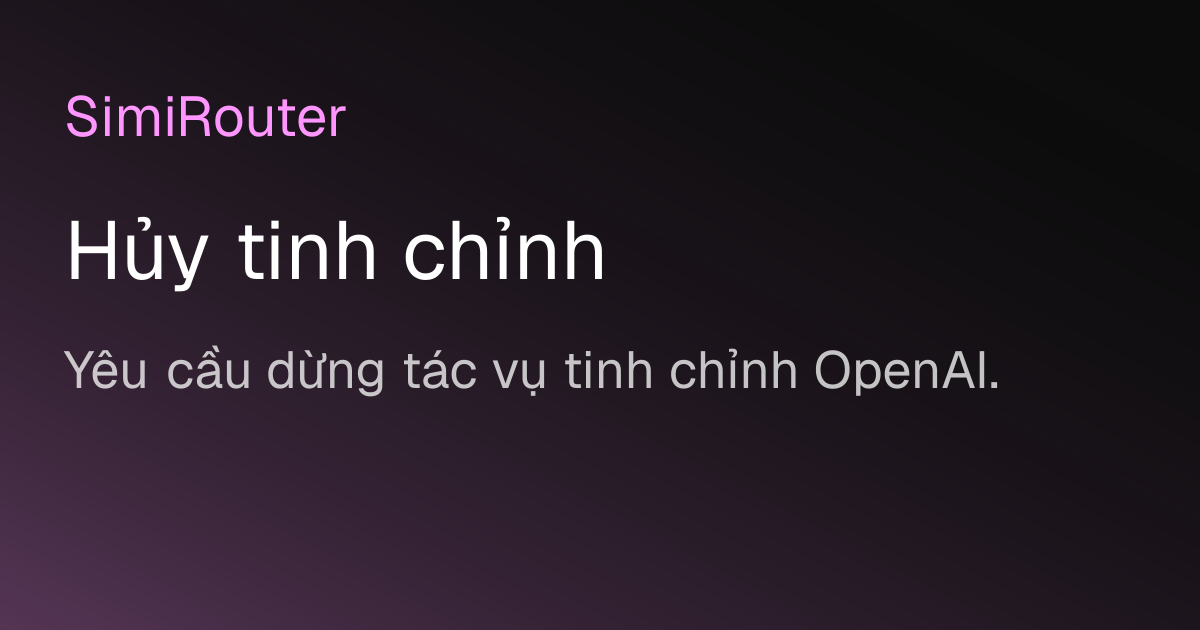 SimiRouter
Hủy tinh chỉnh
Yêu cầu dừng tác vụ tinh chỉnh OpenAI.